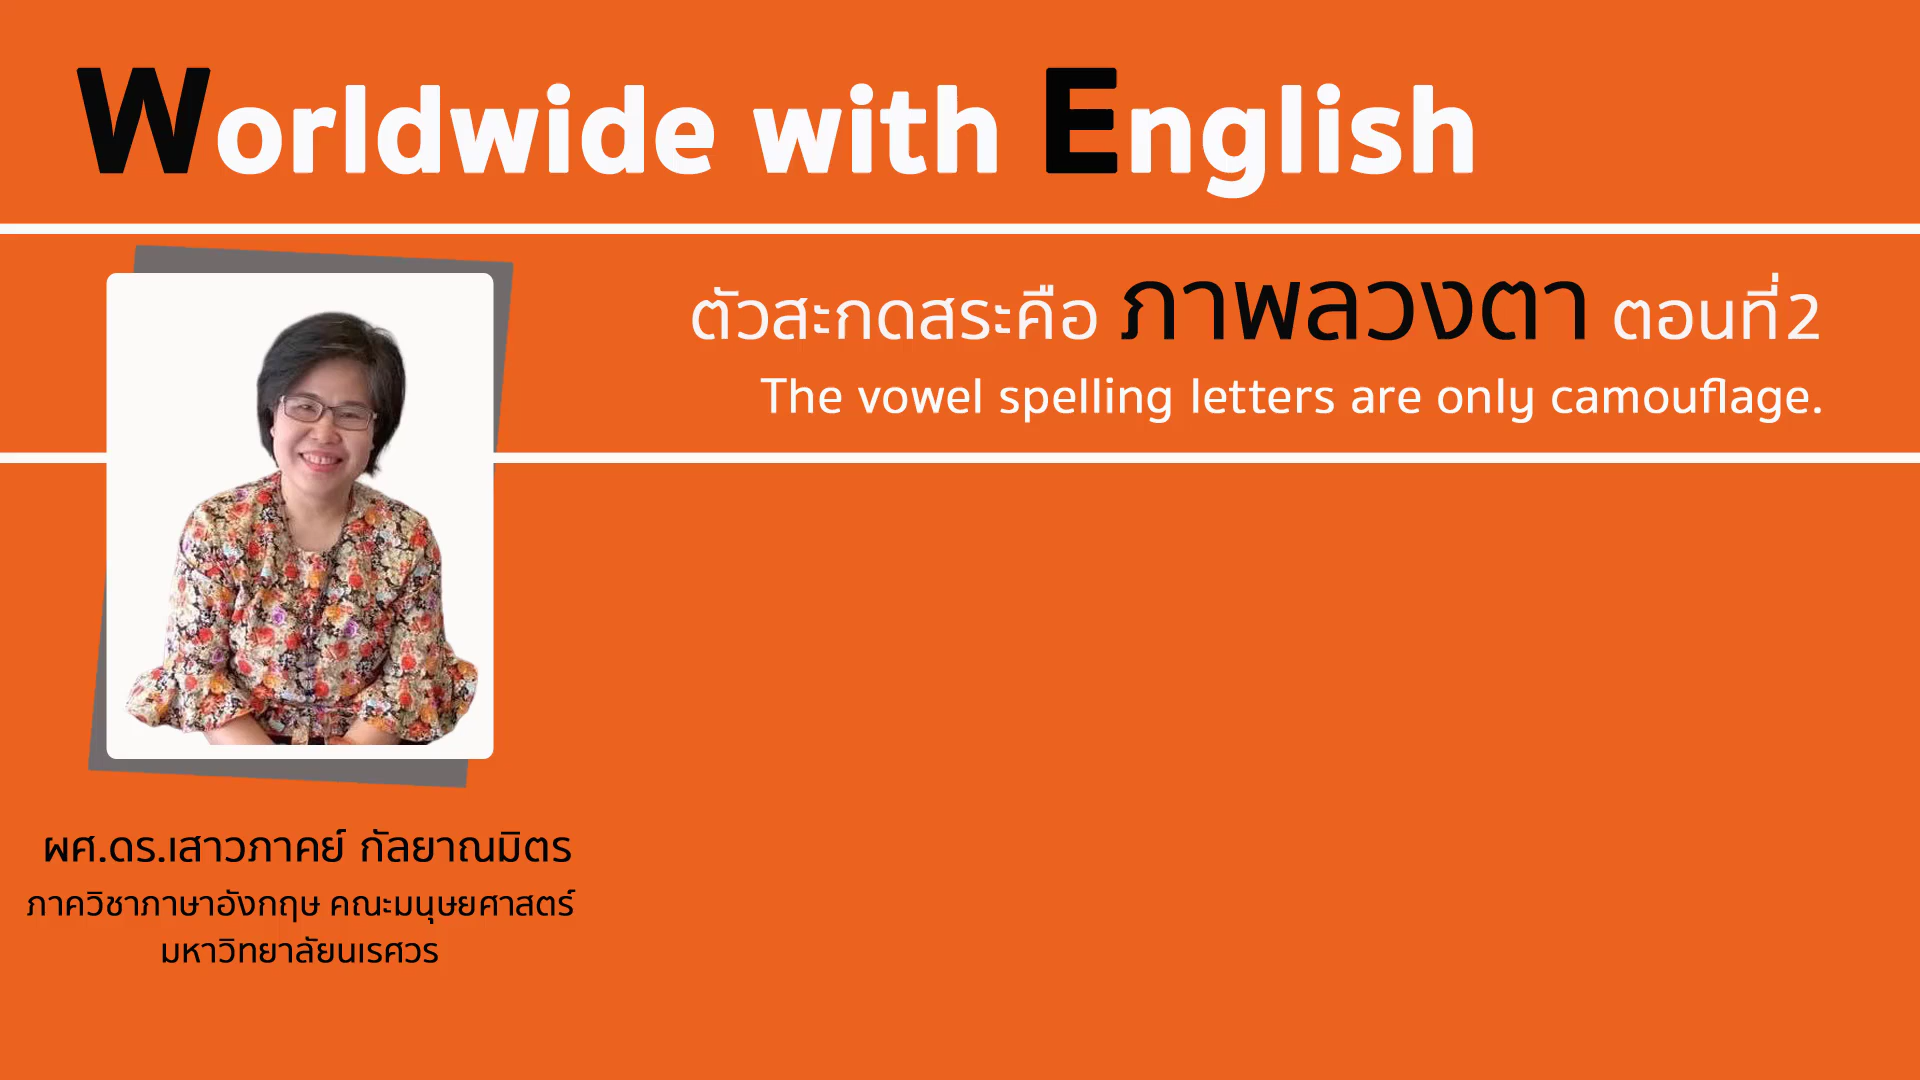 Worldwide with English
ตัวสะกดสระคือ ภาพลวงตา ตอนที่2
The vowel spelling letters are only camouflage.
ผศ.ดร.เสาวภาคย์ กัลยาณมิตร
ภาควิชาภาษาอังกฤษ คณะมนุษยศาสตร์
มหาวิทยาลัยนเรศวร